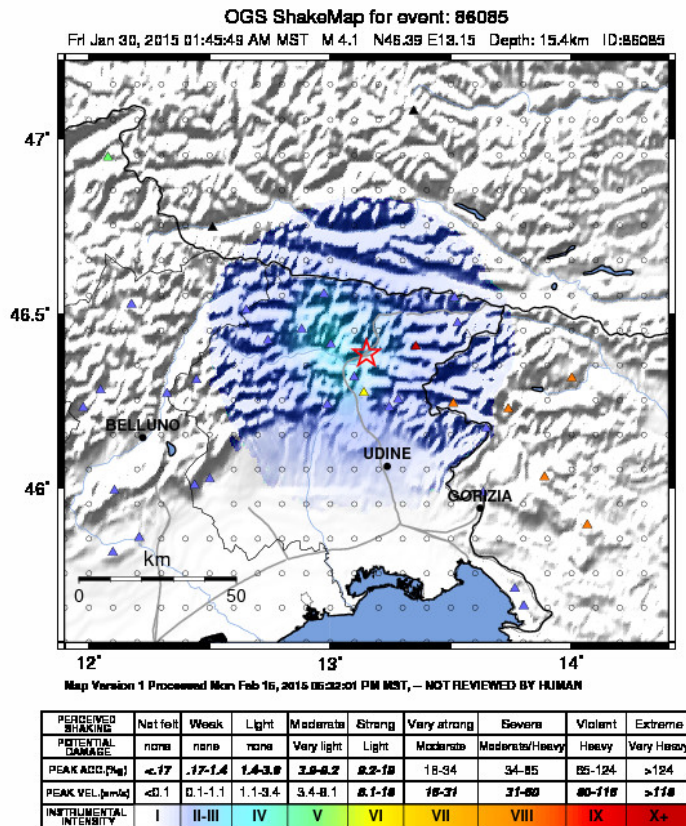 OGS ShakeMap for event: 86085
Fri Jan 30, 2015 01:45:49 AM MST M 4.1 N46.39 E13.15 Depth: 15.4km ID:86085
47˚
46.5˚
BELLUNO
UDINE
46˚
GORIZIA
km
0 50
12˚ 13˚ 14˚
Map Version 1 Processed Mon Feb 16, 2015 PM MST, -- NOT REVIEWED BY HUMAN
PERCEIVED SHAKING Not felt Weak Light Moderate Strong Very strong Severe Violent Extreme
POTENTIAL DAMAGE none none none Very light Light Moderate Moderate/Heavy Heavy Very Heavy
PEAK ACC.(%g) <.17 .17-1.4 1.4-3.9 3.9-9.2 9.2-18 18-34 34-65 65-124 >124
PEAK VEL.(cm/s) <0.1 0.1-1.1 1.1-3.4 3.4-8.1 8.1-16 16-31 31-60 60-116 >116
INSTRUMENTAL INTENSITY I II-III IV V VI VII VIII IX X+